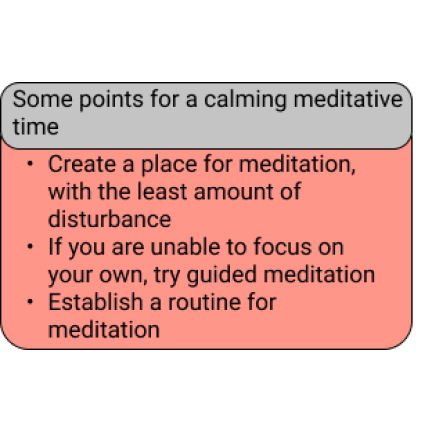 Some points for a calming meditative
time
• Create a place for meditation,
with the least amount of
disturbance
• If you are unable to focus on
your own, try guided meditation
• Establish a routine for
meditation